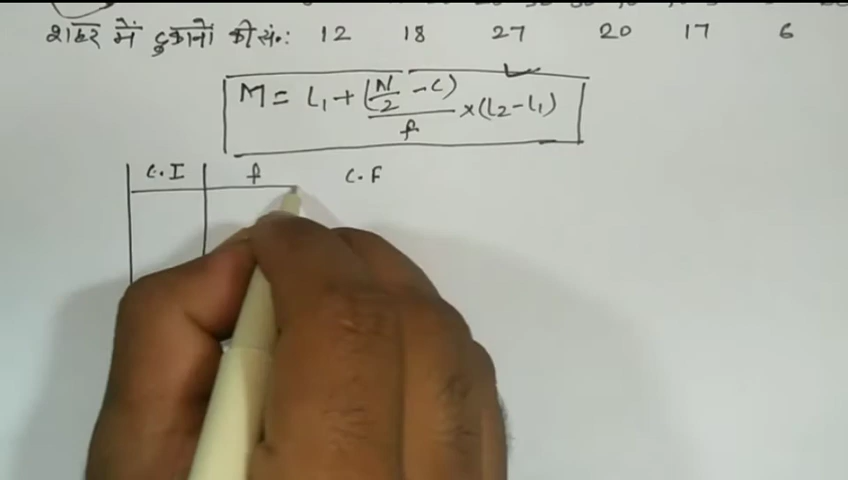 शहर में दुकानों की सं.: 12 18 27 20 17 6
M = l₁ + (N/2 - C)/f × (l₂ - l₁)
C.I f C.F